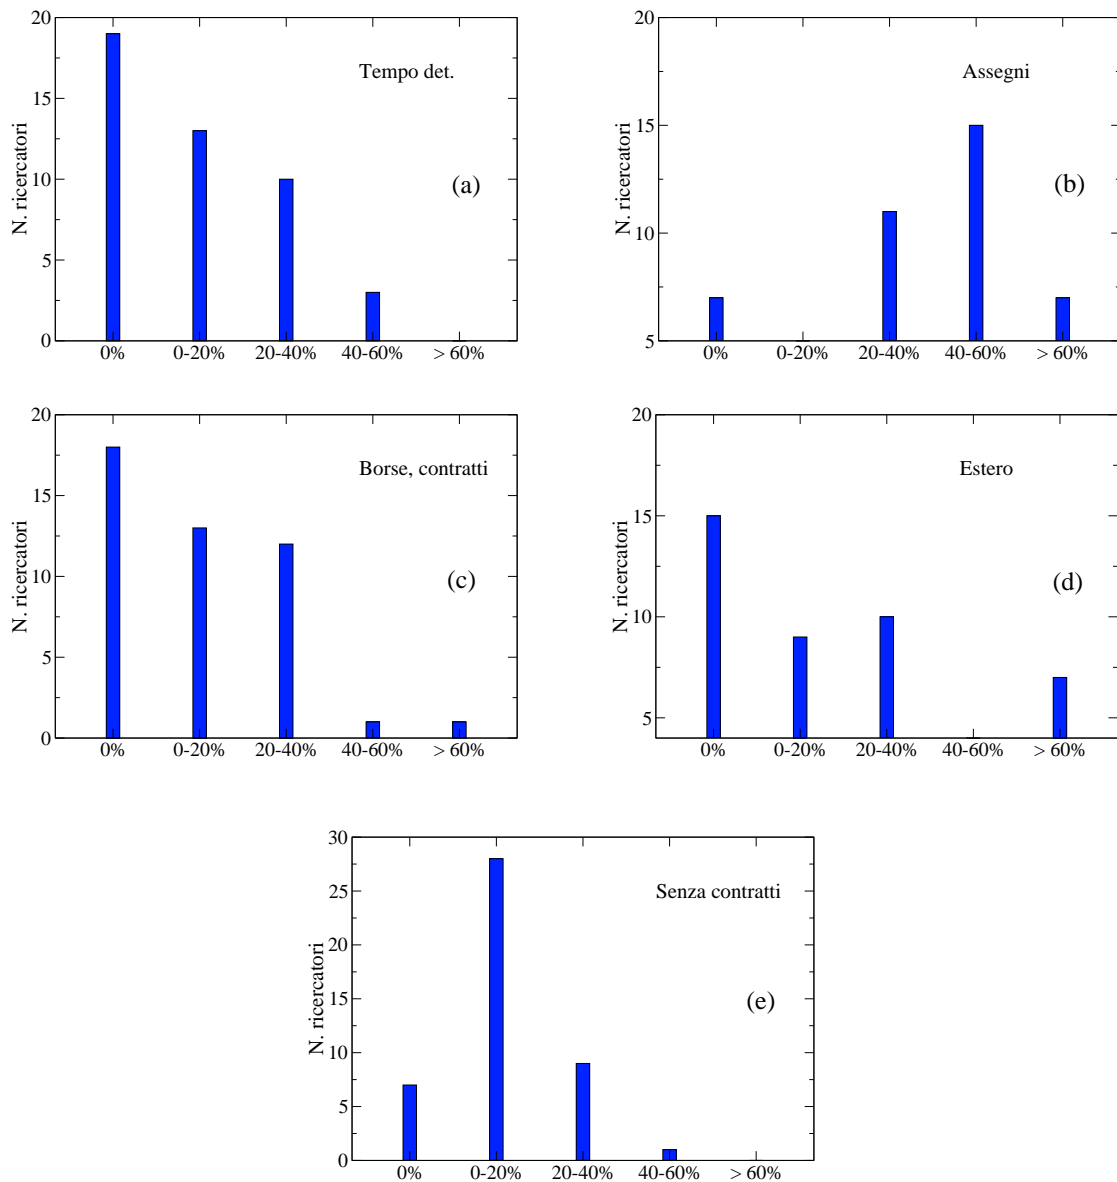 20
15
10
5
0
N. ricercatori
Tempo det.
(a)
0% 0-20% 20-40% 40-60% > 60%
20
15
10
5
N. ricercatori
Assegni
(b)
0% 0-20% 20-40% 40-60% > 60%
20
15
10
5
0
N. ricercatori
Borse, contratti
(c)
0% 0-20% 20-40% 40-60% > 60%
20
15
10
5
N. ricercatori
Estero
(d)
0% 0-20% 20-40% 40-60% > 60%
30
25
20
15
10
5
0
N. ricercatori
Senza contratti
(e)
0% 0-20% 20-40% 40-60% > 60%